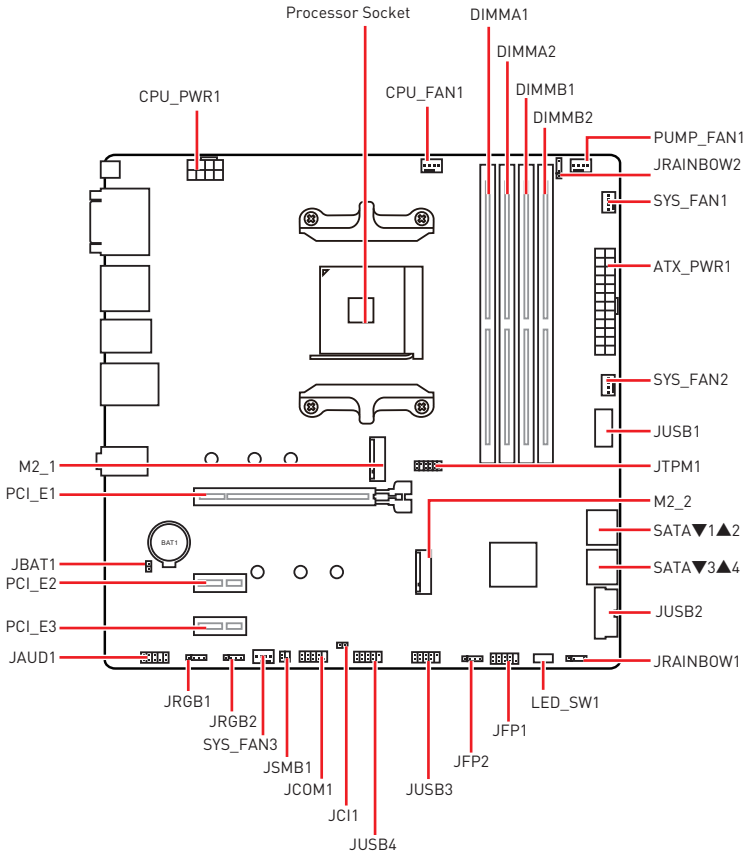 Processor Socket
DIMMA1
DIMMA2
CPU_PWR1
CPU_FAN1
DIMMB1
DIMMB2
PUMP_FAN1
JRAINBOW2
SYS_FAN1
ATX_PWR1
SYS_FAN2
JUSB1
M2_1
JTPM1
PCI_E1
M2_2
SATA▼1▲2
BAT1
JBAT1
SATA▼3▲4
PCI_E2
JUSB2
PCI_E3
JAUD1
JRAINBOW1
JRGB1
LED_SW1
JRGB2
JFP1
SYS_FAN3
JFP2
JSMB1
JCOM1
JUSB3
JCI1
JUSB4